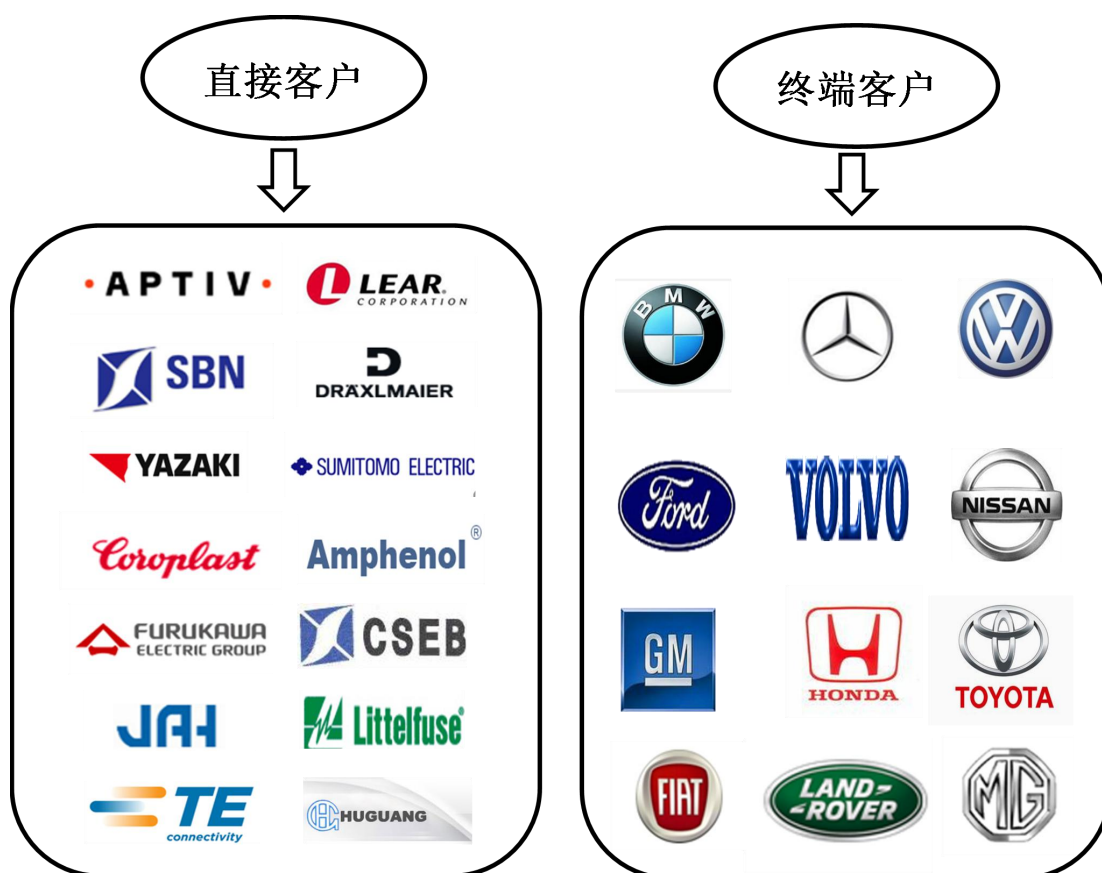 直接客户
终端客户
APTIV
LEAR®
CORPORATION
SBN
DRÄXLMAIER
YAZAKI
SUMITOMO ELECTRIC
Coroplast
Amphenol®
FURUKAWA
ELECTRIC GROUP
CSEB
JAH
Littelfuse®
TE
connectivity
HUGUANG
BMW
VW
Ford
VOLVO
NISSAN
GM
HONDA
TOYOTA
FIAT
LAND-
-ROVER
MG